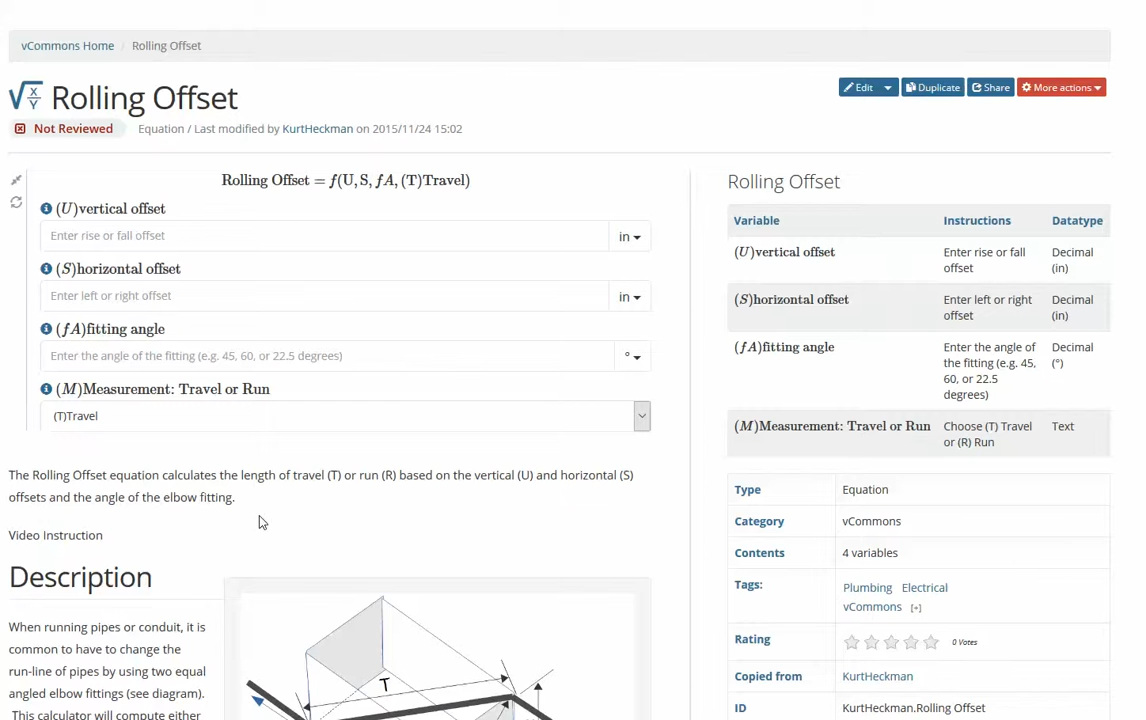 vCommons Home / Rolling Offset
√X/Y Rolling Offset
Edit Duplicate Share More actions
Not Reviewed Equation / Last modified by KurtHeckman on 2015/11/24 15:02
Rolling Offset = f(U, S, fA, (T)Travel)
(U)vertical offset
Enter rise or fall offset in
(S)horizontal offset
Enter left or right offset in
(fA)fitting angle
Enter the angle of the fitting (e.g. 45, 60, or 22.5 degrees) °
(M)Measurement: Travel or Run
(T)Travel
The Rolling Offset equation calculates the length of travel (T) or run (R) based on the vertical (U) and horizontal (S)
offsets and the angle of the elbow fitting.
Video Instruction
Description
When running pipes or conduit, it is
common to have to change the
run-line of pipes by using two equal
angled elbow fittings (see diagram).
This calculator will compute either
T
Rolling Offset
Variable Instructions Datatype
(U)vertical offset Enter rise or fall Decimal
offset (in)
(S)horizontal offset Enter left or right Decimal
offset (in)
(fA)fitting angle Enter the angle of Decimal
the fitting (e.g. 45, (°)
60, or 22.5
degrees)
(M)Measurement: Travel or Run Choose (T) Travel Text
or (R) Run
Type Equation
Category vCommons
Contents 4 variables
Tags: Plumbing Electrical
vCommons [+]
Rating 0 Votes
Copied from KurtHeckman
ID KurtHeckman.Rolling Offset